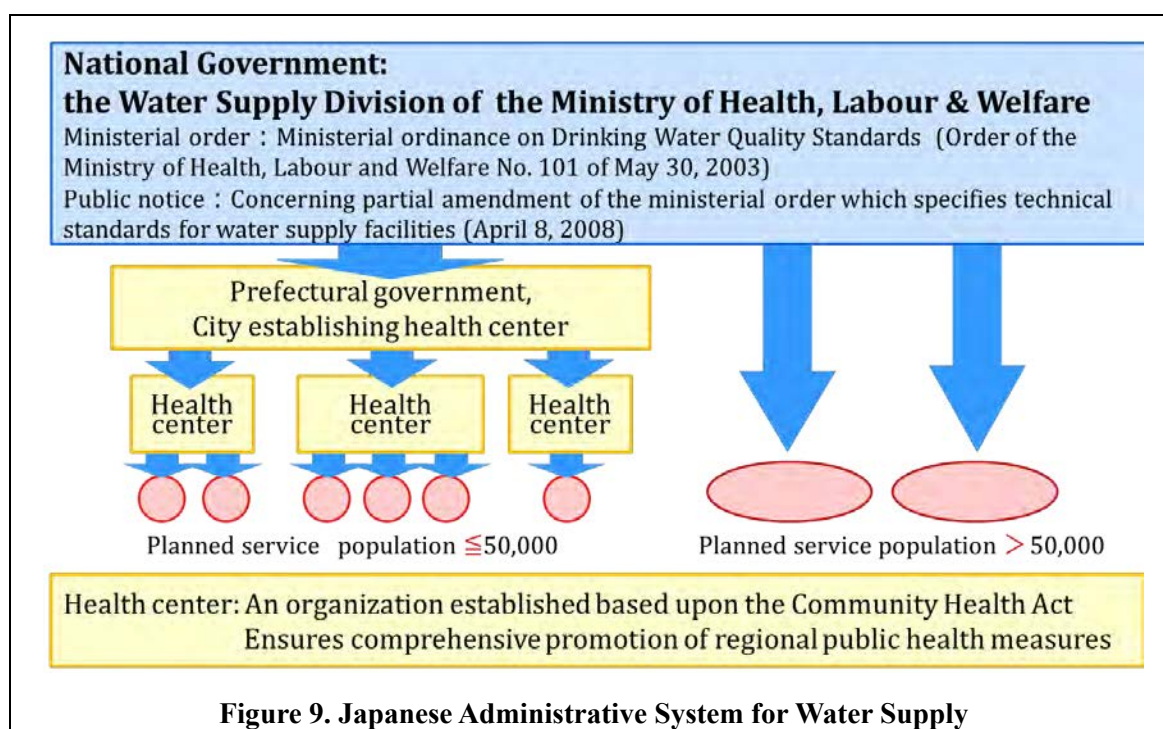 National Government:
the Water Supply Division of the Ministry of Health, Labour & Welfare
Ministerial order：Ministerial ordinance on Drinking Water Quality Standards (Order of the
Ministry of Health, Labour and Welfare No. 101 of May 30, 2003)
Public notice：Concerning partial amendment of the ministerial order which specifies technical
standards for water supply facilities (April 8, 2008)
Prefectural government,
City establishing health center
Health
center
Health
center
Health
center
Planned service population ≦50,000
Planned service population ＞50,000
Health center: An organization established based upon the Community Health Act
Ensures comprehensive promotion of regional public health measures
Figure 9. Japanese Administrative System for Water Supply